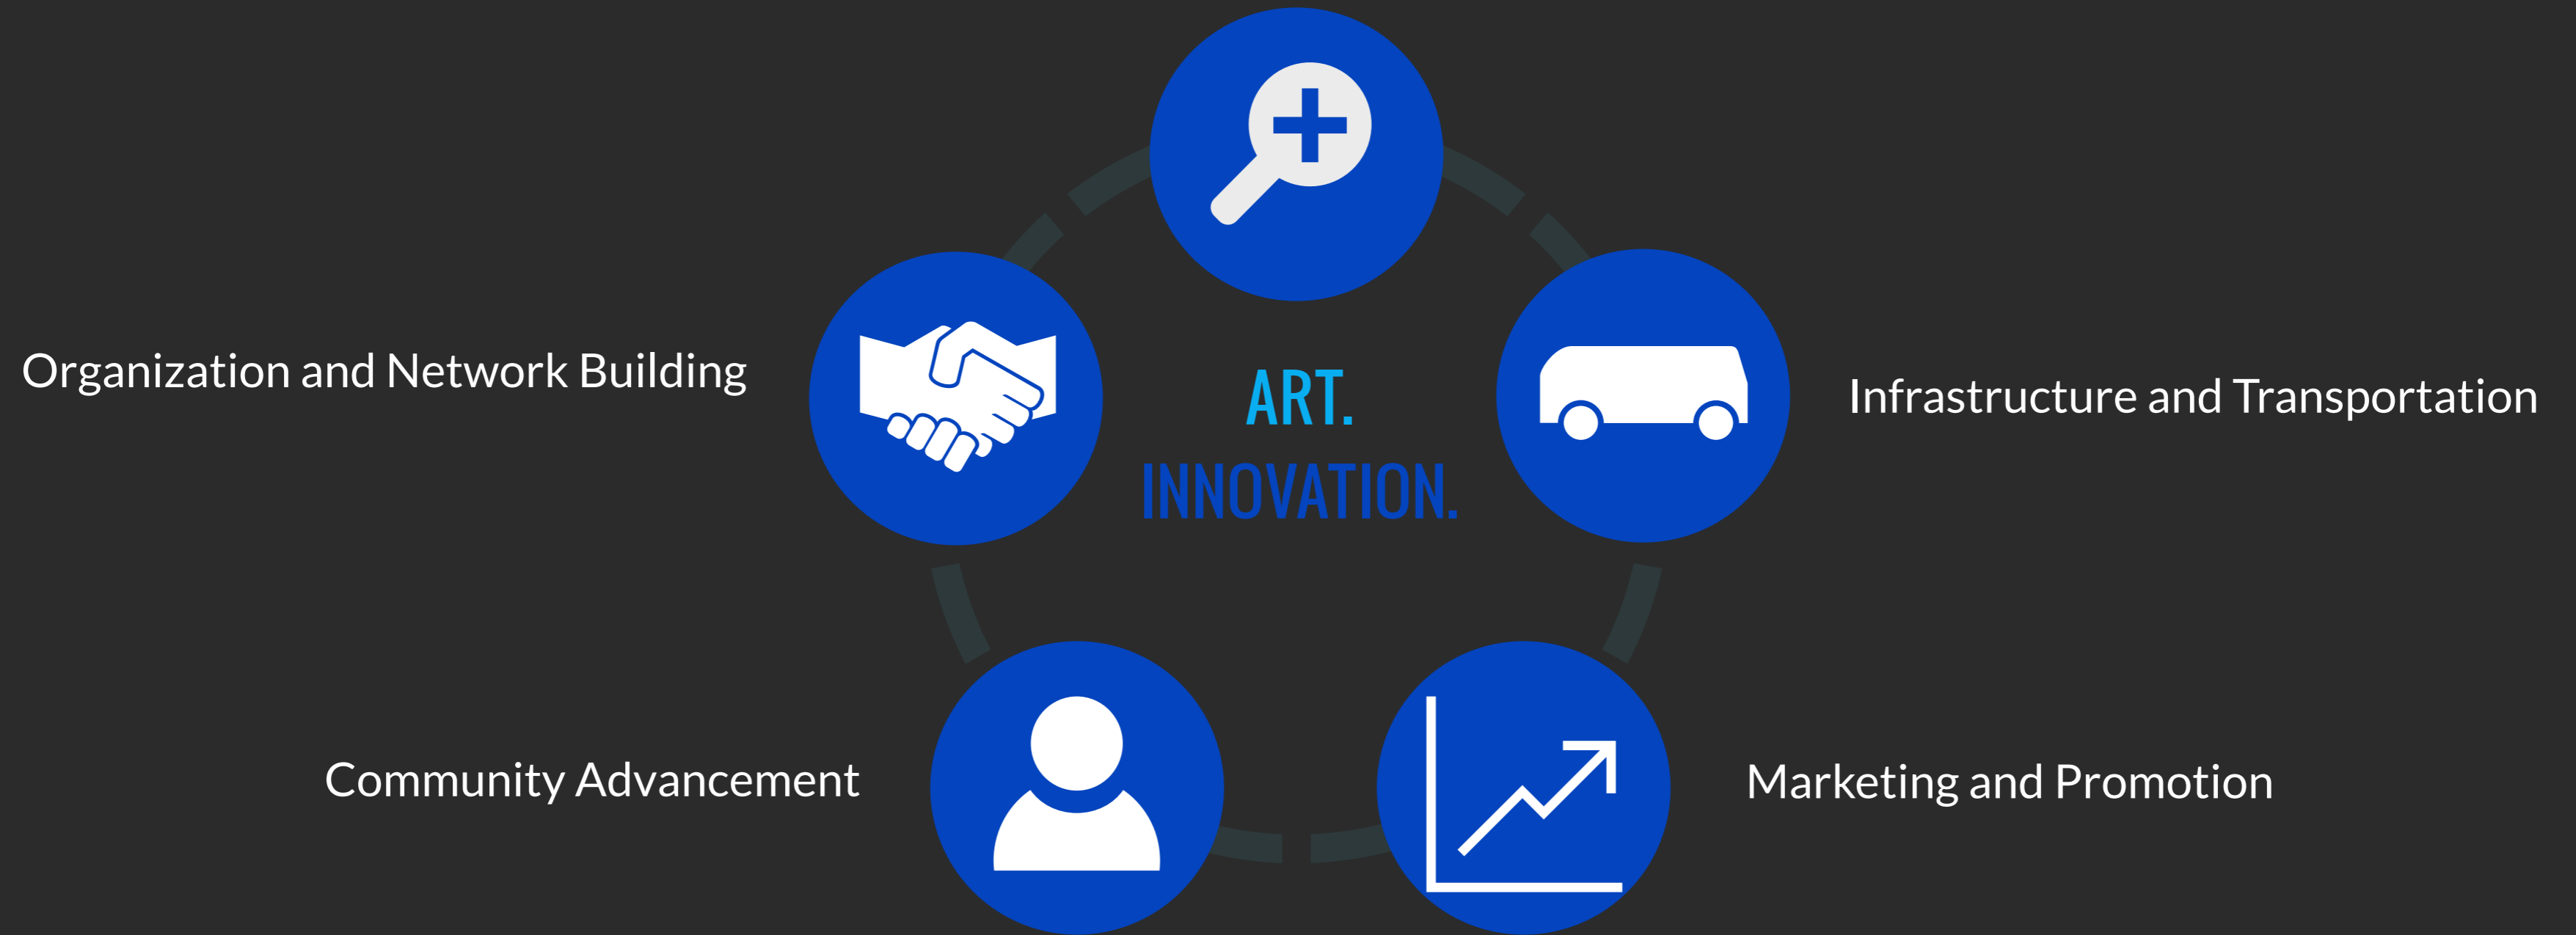 Organization and Network Building
ART.
INNOVATION.
Infrastructure and Transportation
Community Advancement
Marketing and Promotion